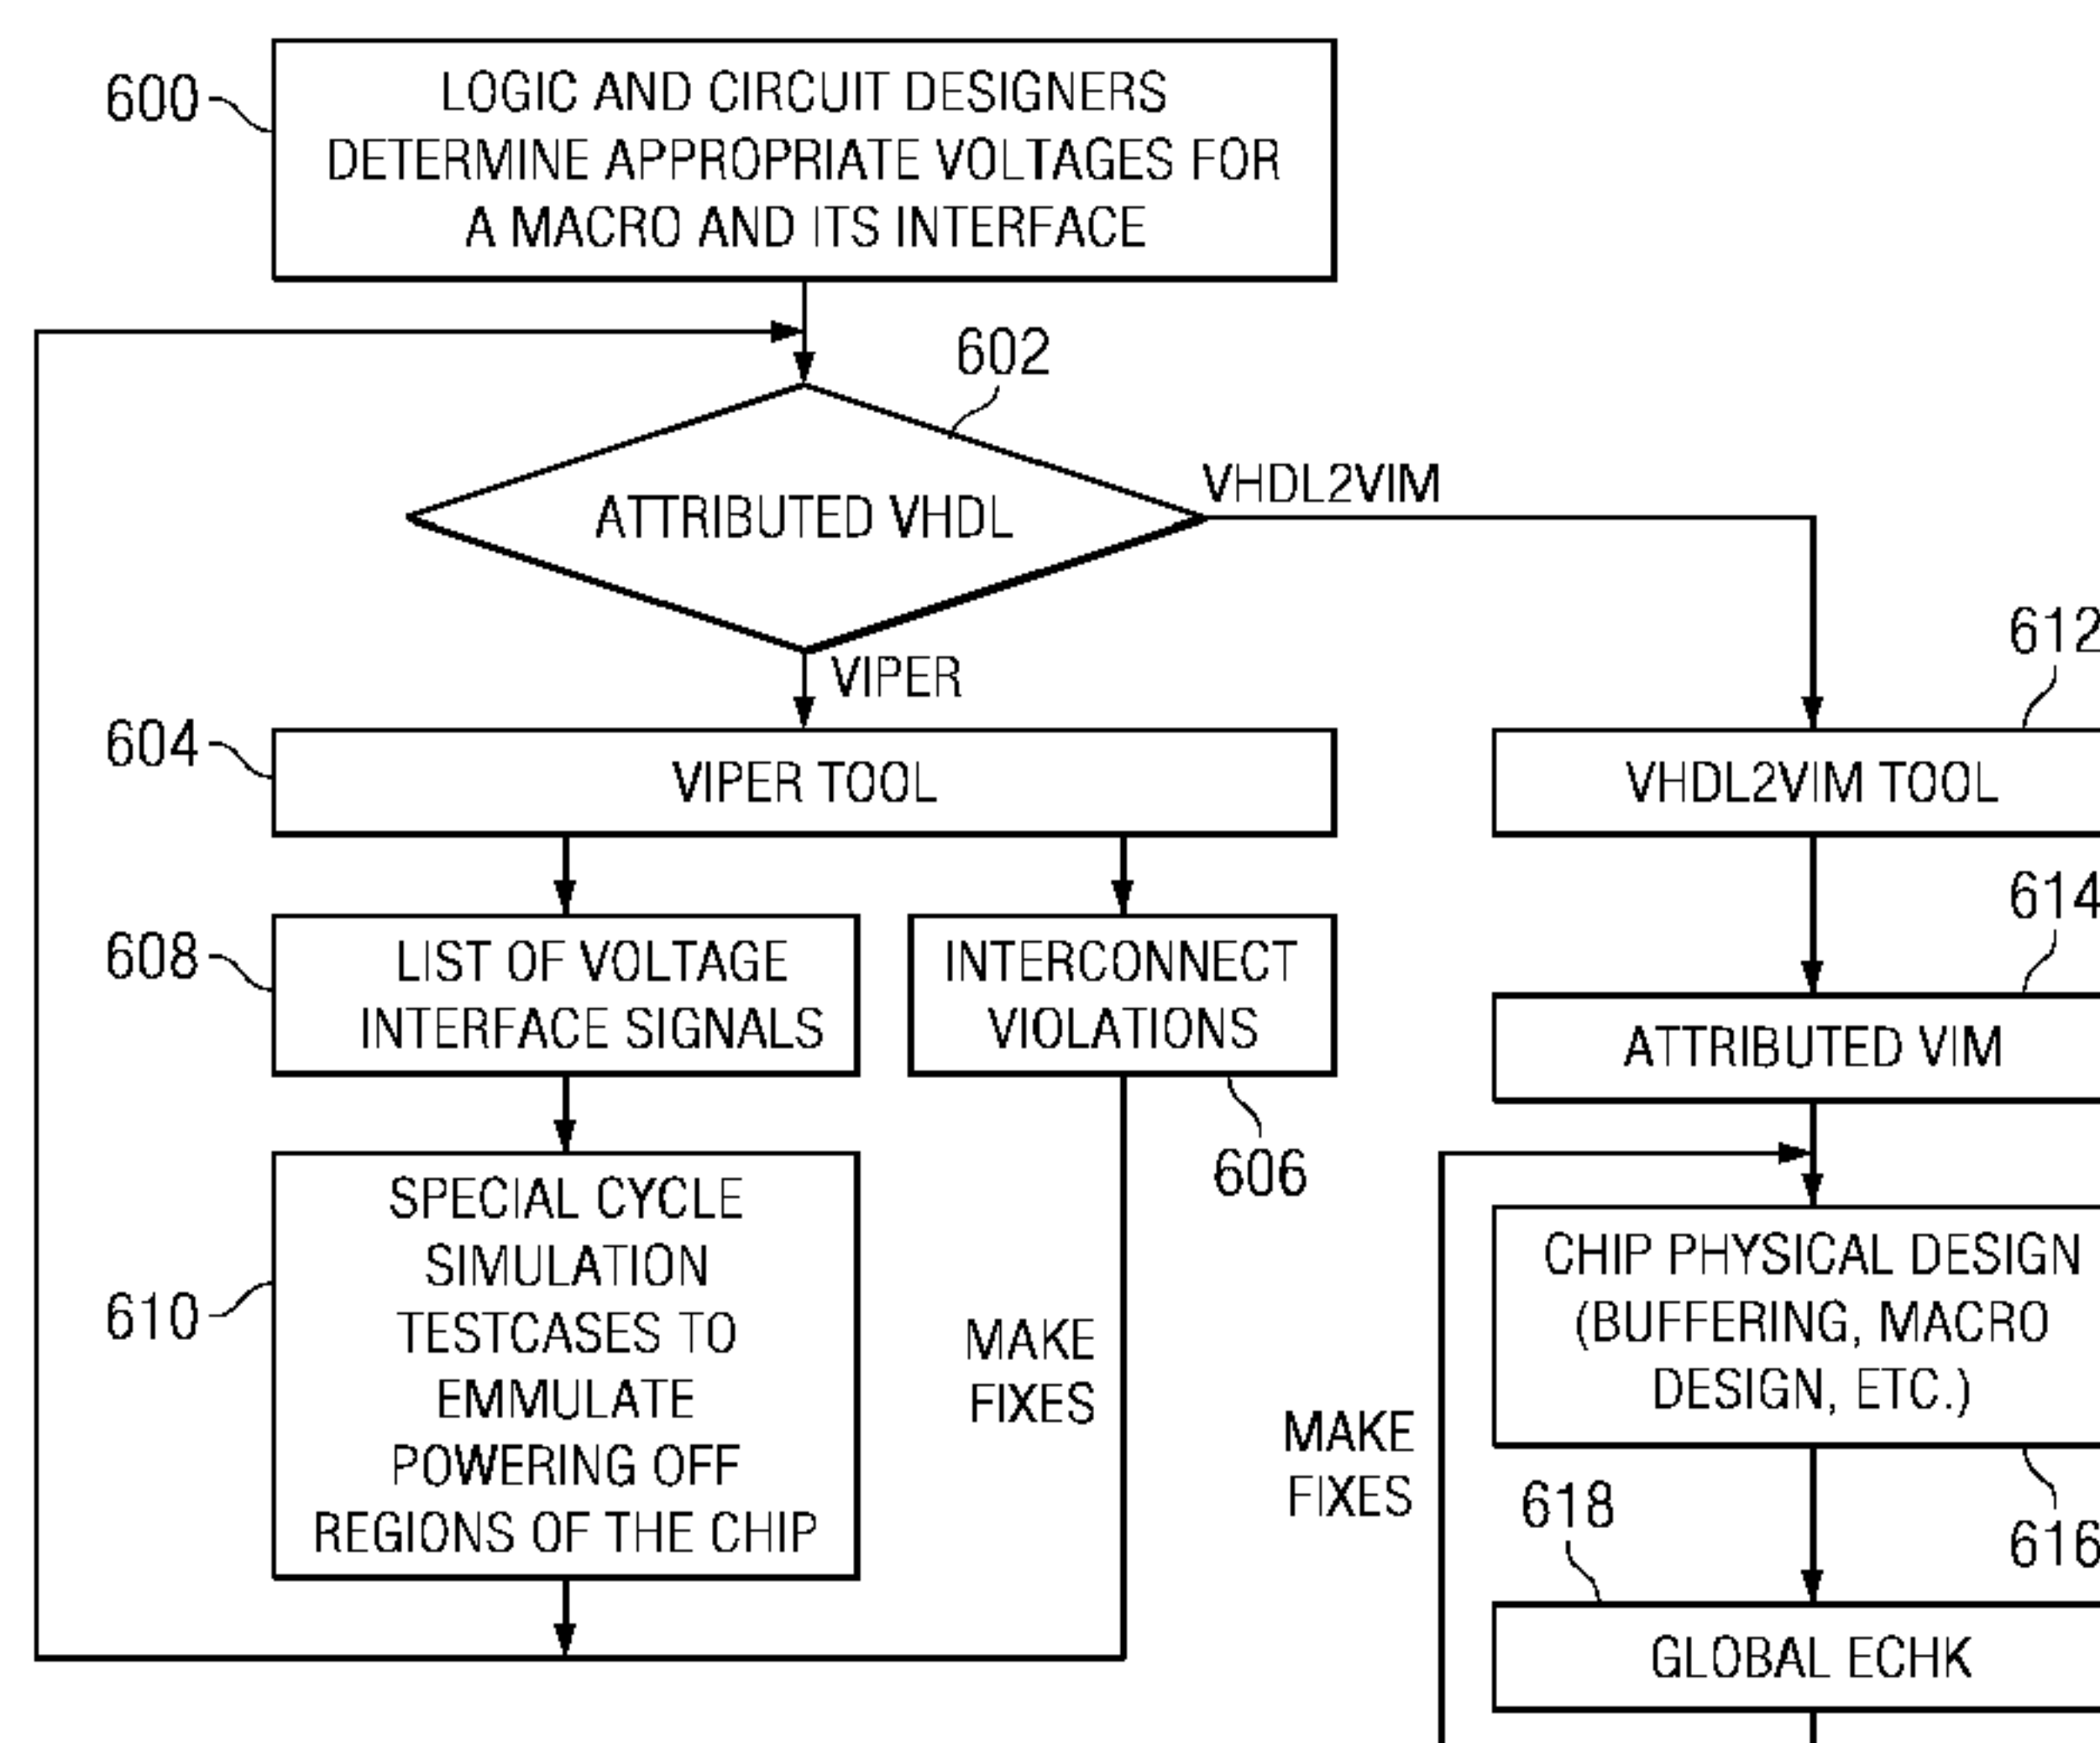 600
LOGIC AND CIRCUIT DESIGNERS
DETERMINE APPROPRIATE VOLTAGES FOR
A MACRO AND ITS INTERFACE
602
ATTRIBUTED VHDL
VHDL2VIM
VIPER
604
VIPER TOOL
608
LIST OF VOLTAGE
INTERFACE SIGNALS
INTERCONNECT
VIOLATIONS
606
610
SPECIAL CYCLE
SIMULATION
TESTCASES TO
EMMULATE
POWERING OFF
REGIONS OF THE CHIP
MAKE
FIXES
612
VHDL2VIM TOOL
614
ATTRIBUTED VIM
CHIP PHYSICAL DESIGN
(BUFFERING, MACRO
DESIGN, ETC.)
616
MAKE
FIXES
618
GLOBAL ECHK